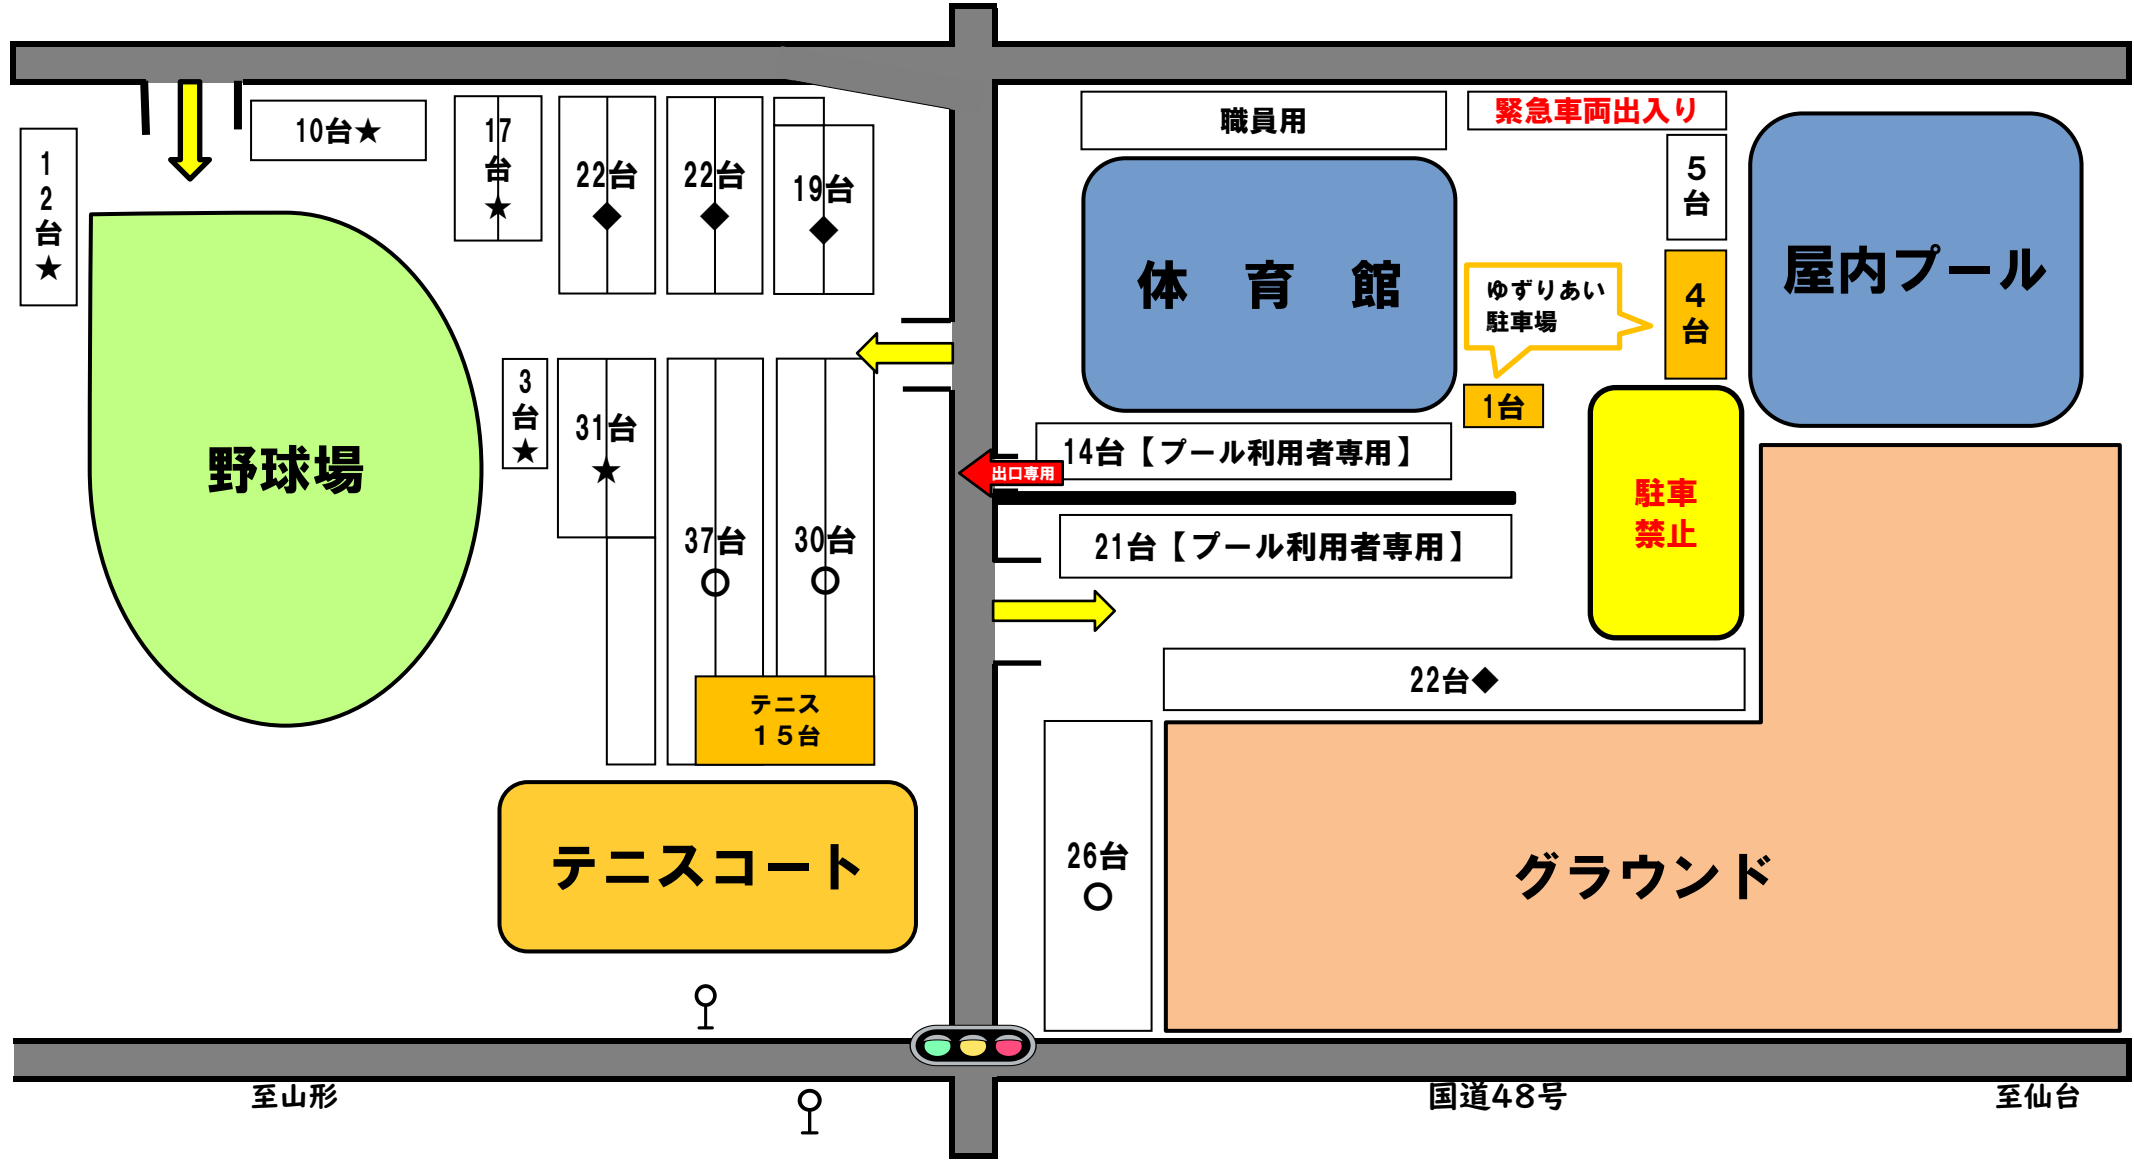 10台★
17
台
★
22台
◆
22台
◆
19台
◆
1
2
台
★
職員用
緊急車両出入り
5
台
体 育 館
屋内プール
ゆずりあい
駐車場
4
台
1台
3
台
★
31台
★
野球場
14台【プール利用者専用】
出口専用
37台
○
30台
○
21台【プール利用者専用】
駐車
禁止
テニス
15台
22台◆
テニスコート
26台
○
グラウンド
至山形
国道48号
至仙台